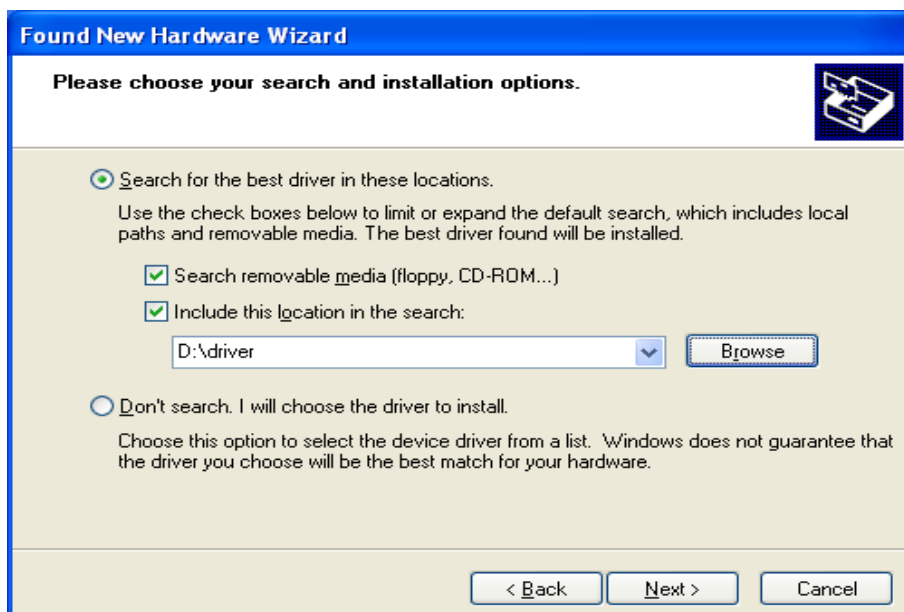 Found New Hardware Wizard
Please choose your search and installation options.
Search for the best driver in these locations.
Use the check boxes below to limit or expand the default search, which includes local
paths and removable media. The best driver found will be installed.
Search removable media (floppy, CD-ROM...)
Include this location in the search:
D:\driver
Browse
Don't search. I will choose the driver to install.
Choose this option to select the device driver from a list.  Windows does not guarantee that
the driver you choose will be the best match for your hardware.
< Back
Next >
Cancel